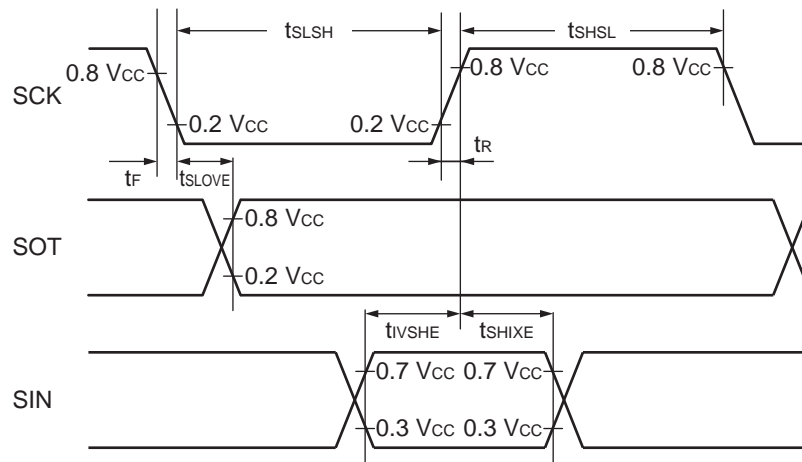 tSLSH
tSHSL
SCK
0.8 VCC
0.8 VCC
0.8 VCC
0.2 VCC
0.2 VCC
tF
tSLOVE
tR
SOT
0.8 VCC
0.2 VCC
tIVSHE
tSHIXE
SIN
0.7 VCC
0.7 VCC
0.3 VCC
0.3 VCC